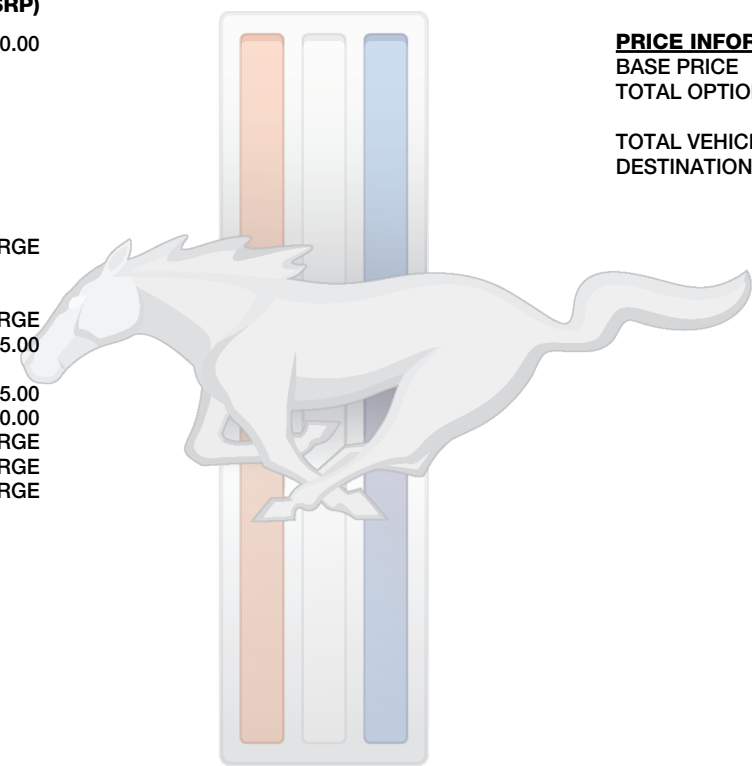 SRP)
0.00
RGE
RGE
5.00
5.00
0.00
RGE
RGE
RGE
PRICE INFOR
BASE PRICE
TOTAL OPTIO
TOTAL VEHIC
DESTINATION